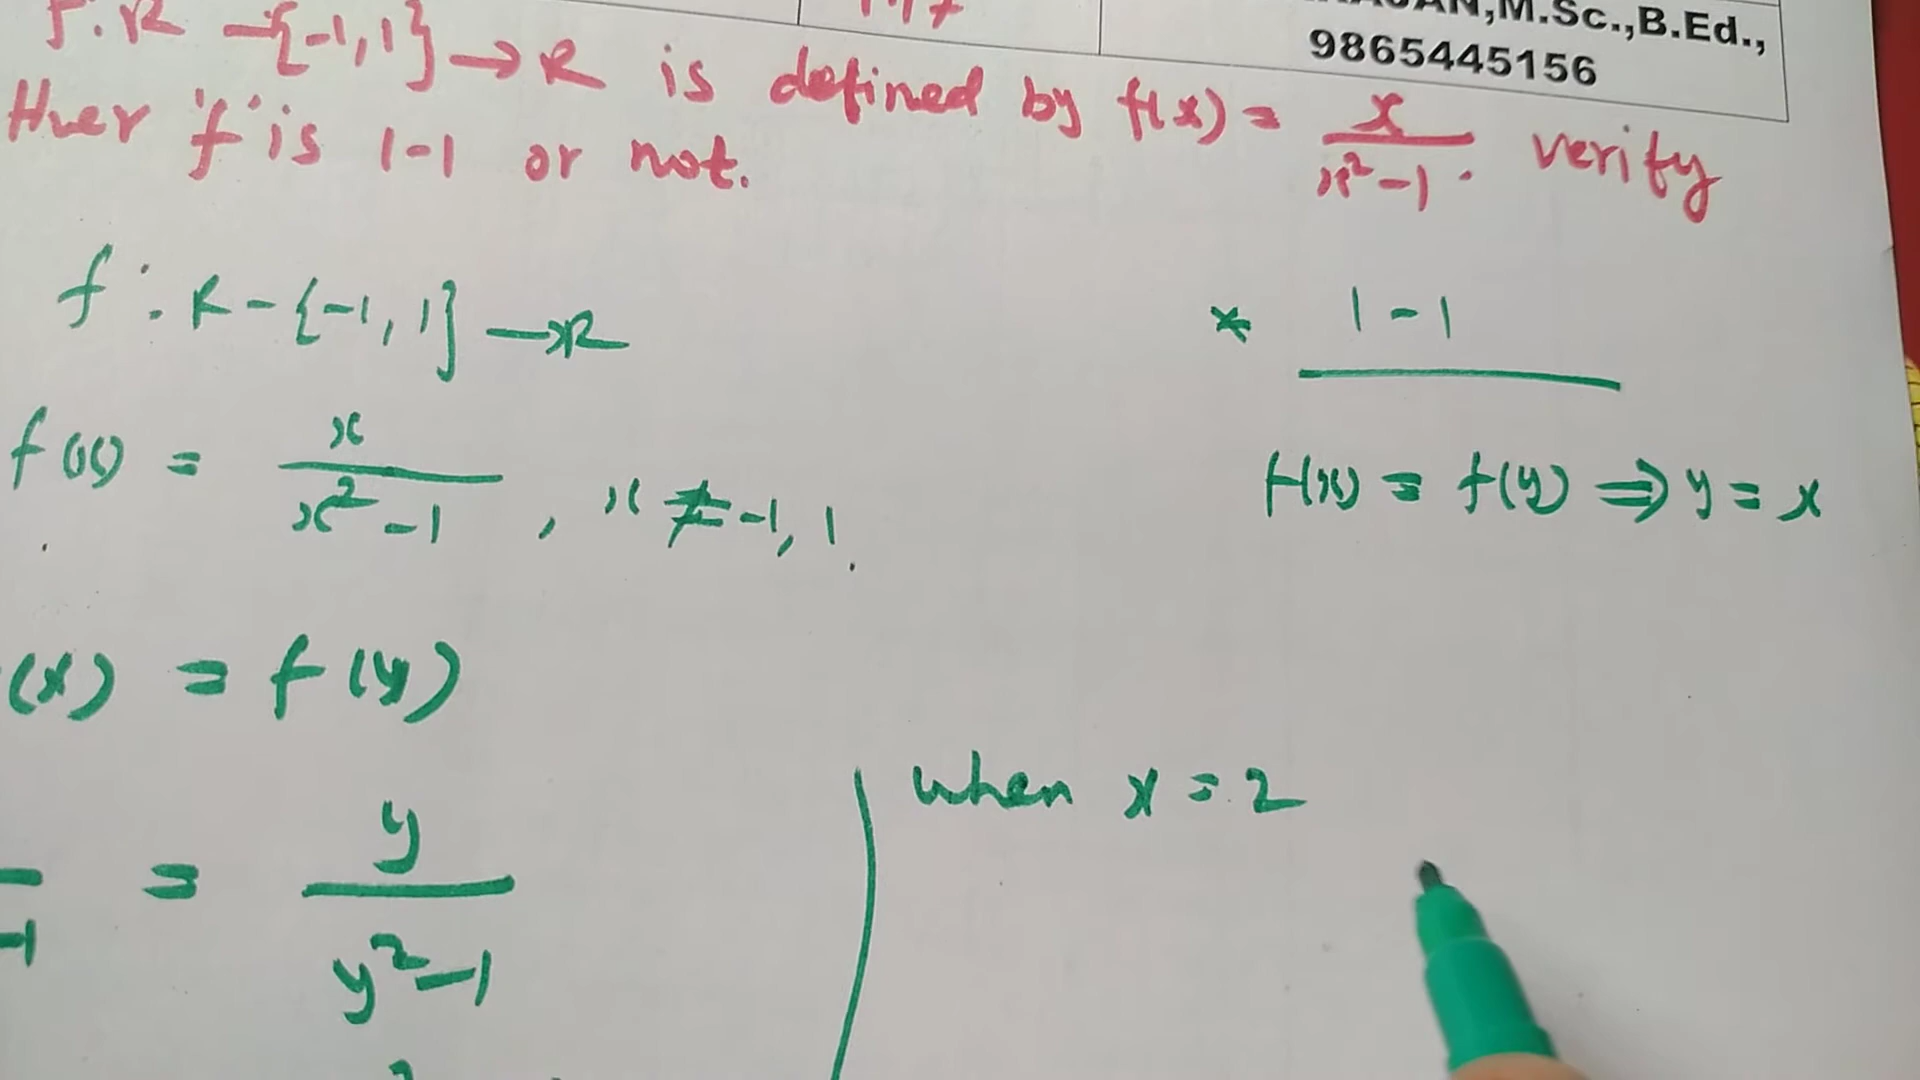 M.Sc.,B.Ed.,
9865445156
f: R - {-1, 1} → R is defined by f(x) = x / x² - 1 . verify
Huer 'f' is 1-1 or not.
f : R - {-1, 1} → R
* 1 - 1
f(x) = x / x² - 1 , x ≠ -1, 1.
f(x) = f(y) ⇒ y = x
(x) = f(y)
when x = 2
= y / y² - 1